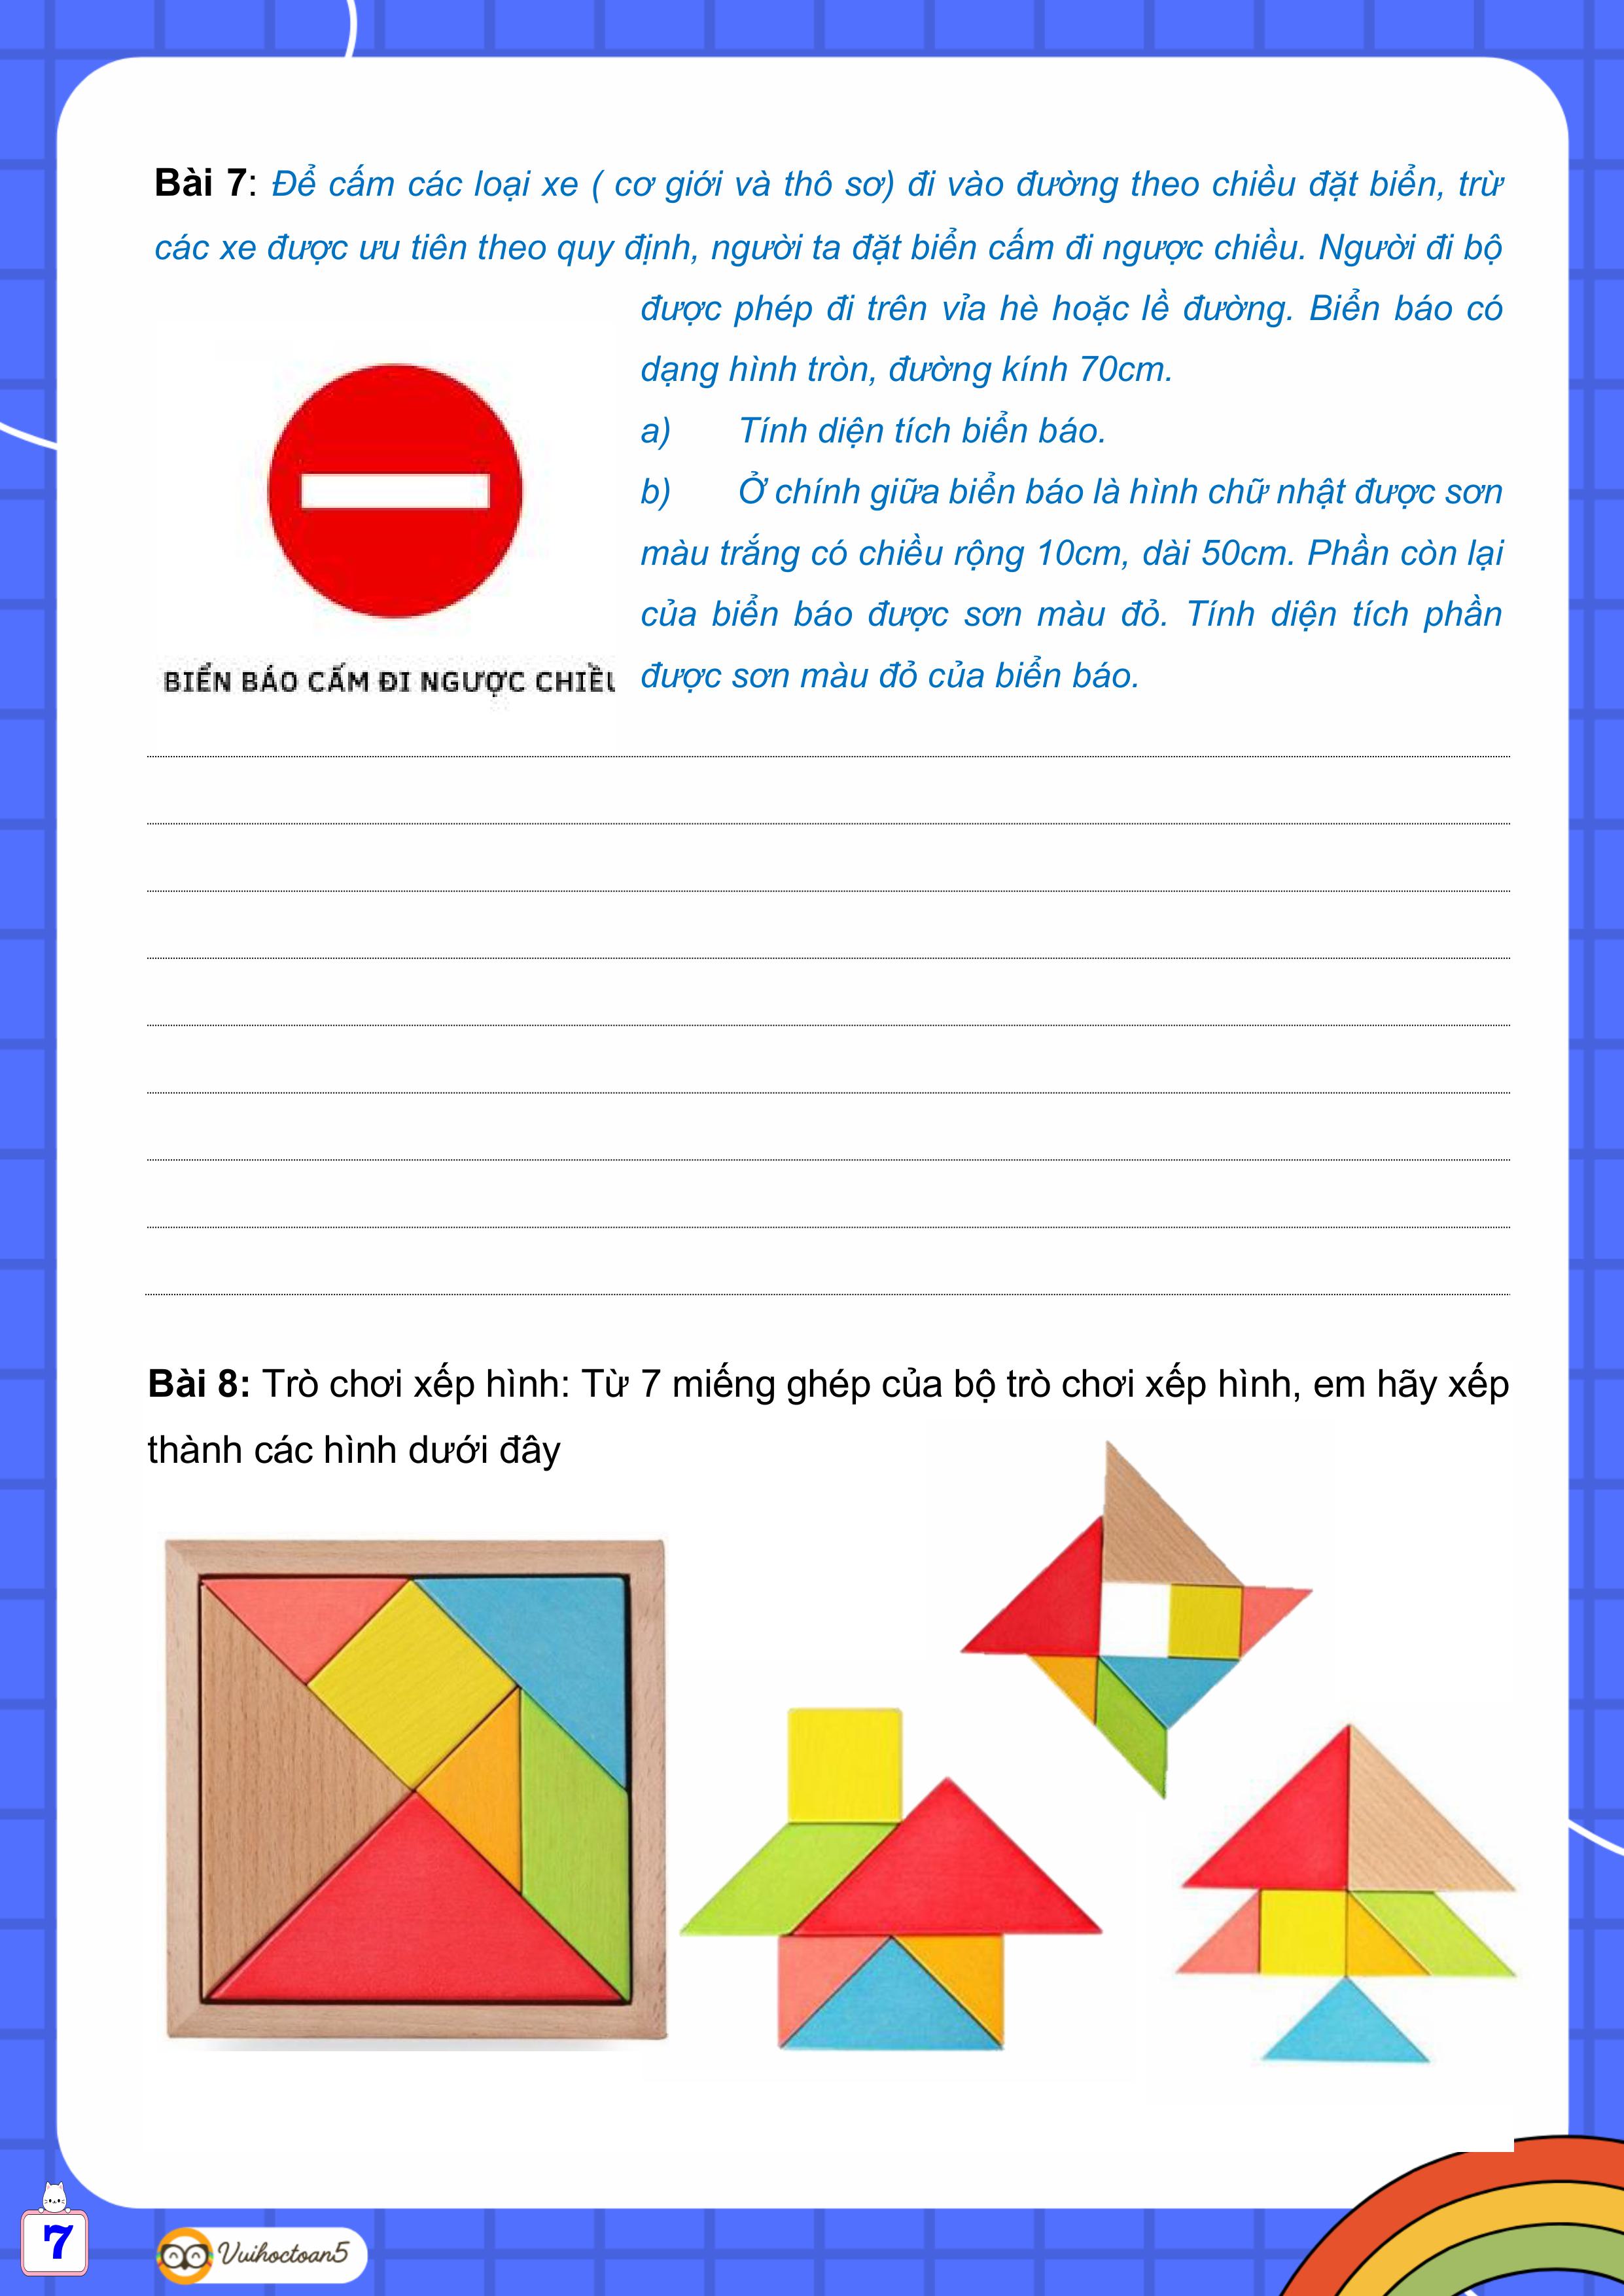 Bài 7: Để cấm các loại xe ( cơ giới và thô sơ) đi vào đường theo chiều đặt biển, trừ
các xe được ưu tiên theo quy định, người ta đặt biển cấm đi ngược chiều. Người đi bộ
được phép đi trên vỉa hè hoặc lề đường. Biển báo có
dạng hình tròn, đường kính 70cm.
a) Tính diện tích biển báo.
b) Ở chính giữa biển báo là hình chữ nhật được sơn
màu trắng có chiều rộng 10cm, dài 50cm. Phần còn lại
của biển báo được sơn màu đỏ. Tính diện tích phần
được sơn màu đỏ của biển báo.
BIỂN BÁO CẤM ĐI NGƯỢC CHIỀU
Bài 8: Trò chơi xếp hình: Từ 7 miếng ghép của bộ trò chơi xếp hình, em hãy xếp
thành các hình dưới đây
7
Vuihoctoan5